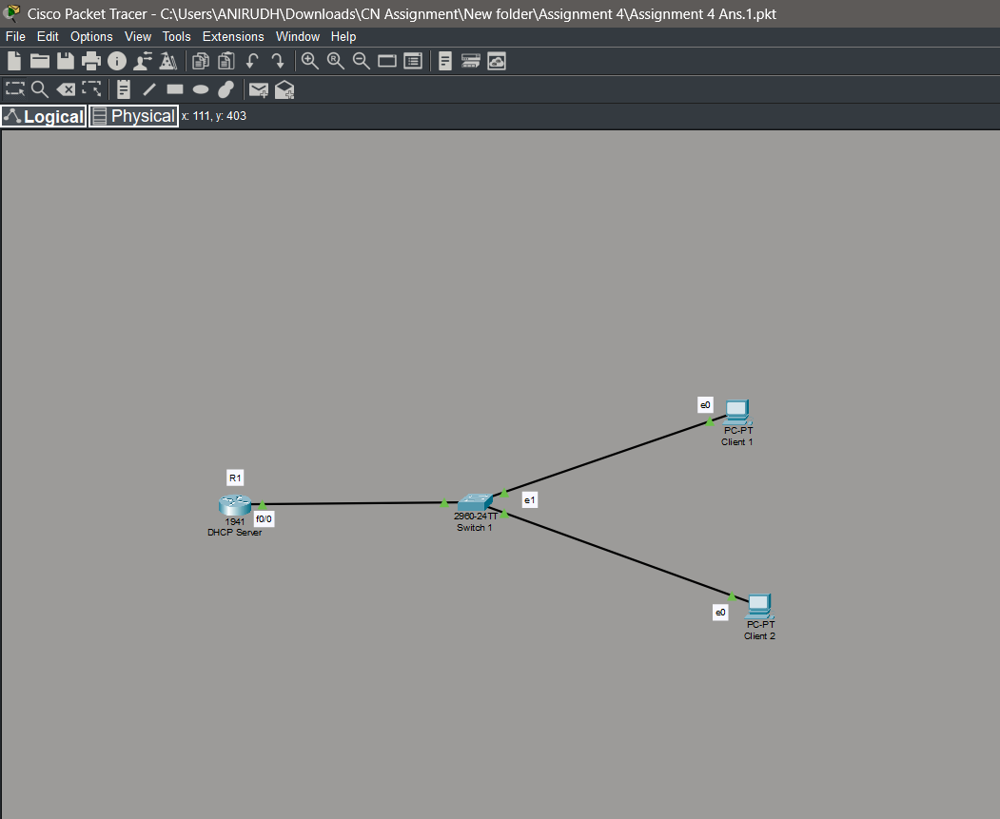 Cisco Packet Tracer - C:\Users\ANIRUDH\Downloads\CN Assignment\New folder\Assignment 4\Assignment 4 Ans.1.pkt
File Edit Options View Tools Extensions Window Help
Logical Physical x: 111, y: 403
e0
PC-PT
Client 1
R1
1941
DHCP Server
f0/0
e1
2960-24TT
Switch 1
e0
PC-PT
Client 2